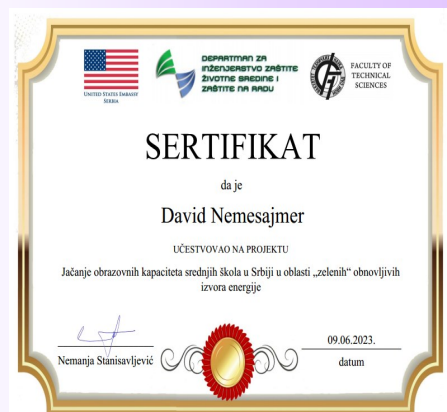 UNITED STATES EMBASSY
SERBIA
DEPARTMAN ZA
INŽENJERSTVO ZAŠTITE
ŽIVOTNE SREDINE I
ZAŠTITE NA RADU
FACULTY OF
TECHNICAL
SCIENCES
SERTIFIKAT
da je
David Nemesajmer
UČESTVOVAO NA PROJEKTU
Jačanje obrazovnih kapaciteta srednjih škola u Srbiji u oblasti „zelenih“ obnovljivih
izvora energije
Nemanja Stanisavljević
09.06.2023.
datum